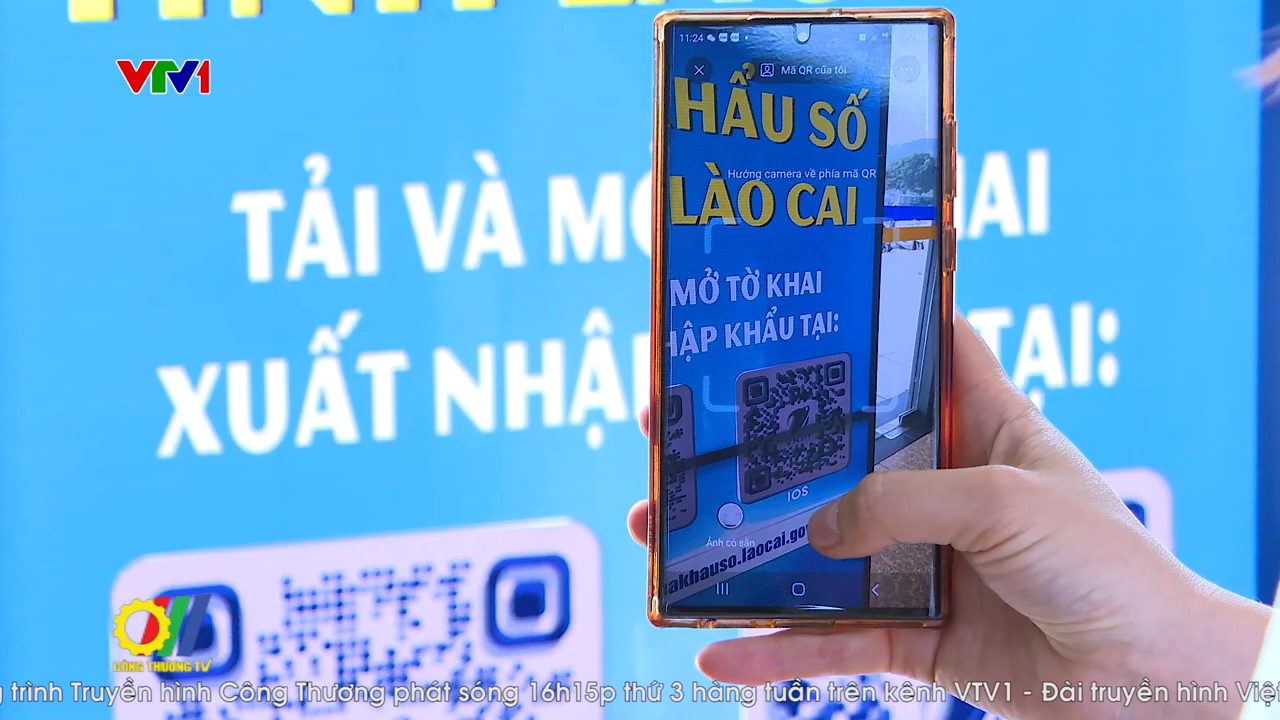 VTV1
TẢI VÀ
KHAI
XUẤT NHẬP
TẠI:
11:24
Mã QR của tôi
HẨU SỐ
Hướng camera về phía mã QR
LÀO CAI
MỞ TỜ KHAI
HẬP KHẨU TẠI:
IOS
akhauso.laocai.gov
Ảnh có sẵn
CÔNG THƯƠNG TV
g trình Truyền hình Công Thương phát sóng 16h15p thứ 3 hàng tuần trên kênh VTV1 - Đài truyền hình Việt